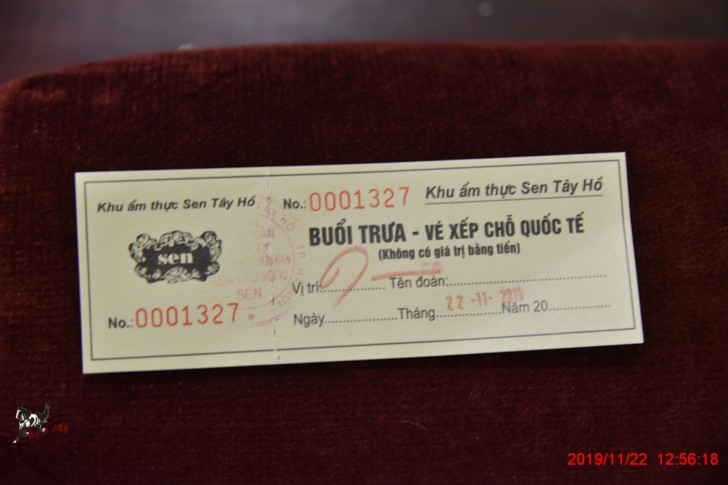 Khu ẩm thực Sen Tây Hồ
sen
No.: 0001327
No.: 0001327
Khu ẩm thực Sen Tây Hồ
BUỔI TRƯA - VÉ XẾP CHỖ QUỐC TẾ
(Không có giá trị bằng tiền)
Vị trí:.................. Tên đoàn:..................
22 -11- 2019
Ngày..................Tháng..................Năm 20..................
SEN
2019/11/22 12:56:18